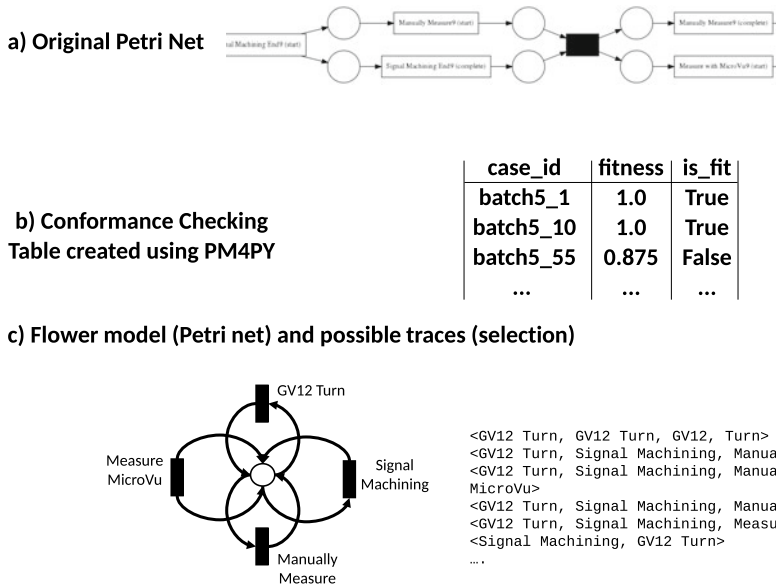 a) Original Petri Net
al Machining End9 (start)
Manually Measure9 (start)
Manually Measure9 (complete)
Signal Machining End9 (complete)
Measure with MicroVu9 (start)
b) Conformance Checking
Table created using PM4PY
case_id fitness is_fit
batch5_1 1.0 True
batch5_10 1.0 True
batch5_55 0.875 False
... ... ...
c) Flower model (Petri net) and possible traces (selection)
GV12 Turn
Measure
MicroVu
Signal
Machining
Manually
Measure
<GV12 Turn, GV12 Turn, GV12, Turn>
<GV12 Turn, Signal Machining, Manua
<GV12 Turn, Signal Machining, Manua
MicroVu>
<GV12 Turn, Signal Machining, Manua
<GV12 Turn, Signal Machining, Measu
<Signal Machining, GV12 Turn>
….